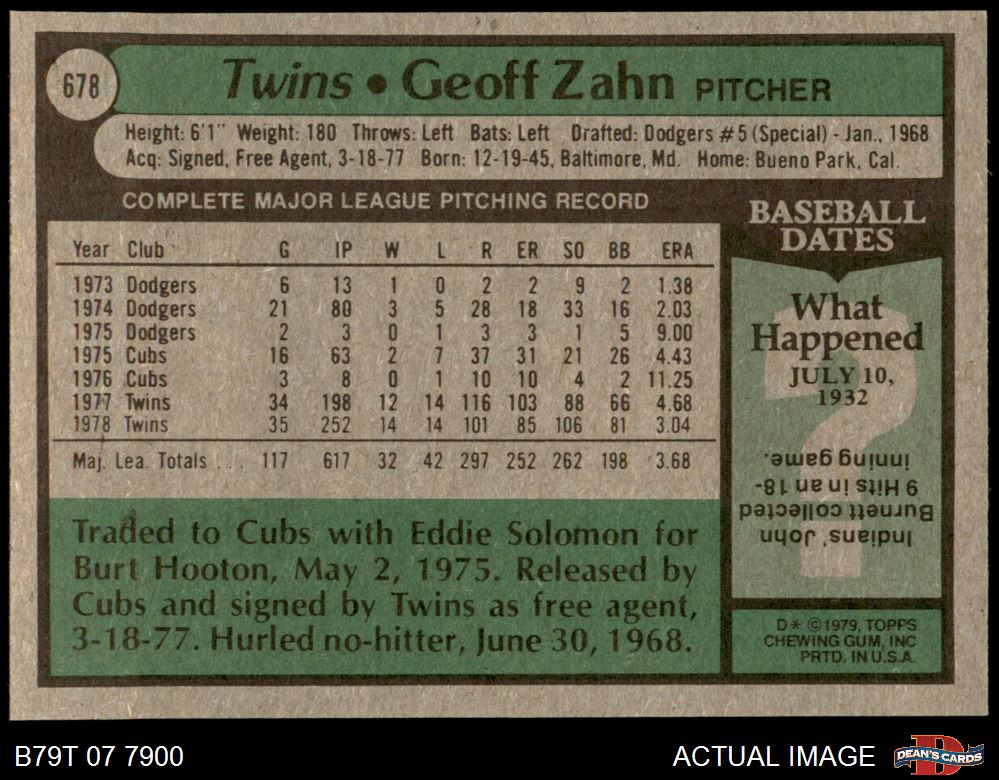 678
Twins • Geoff Zahn PITCHER
Height: 6'1" Weight: 180 Throws: Left Bats: Left Drafted: Dodgers #5 (Special) - Jan., 1968
Acq: Signed, Free Agent, 3-18-77 Born: 12-19-45, Baltimore, Md. Home: Bueno Park, Cal.
COMPLETE MAJOR LEAGUE PITCHING RECORD
Year Club G IP W L R ER SO BB ERA
1973 Dodgers 6 13 1 0 2 2 9 2 1.38
1974 Dodgers 21 80 3 5 28 18 33 16 2.03
1975 Dodgers 2 3 0 1 3 3 1 5 9.00
1975 Cubs 16 63 2 7 37 31 21 26 4.43
1976 Cubs 3 8 0 1 10 10 4 2 11.25
1977 Twins 34 198 12 14 116 103 88 66 4.68
1978 Twins 35 252 14 14 101 85 106 81 3.04
Maj. Lea. Totals ... 117 617 32 42 297 252 262 198 3.68
Traded to Cubs with Eddie Solomon for
Burt Hooton, May 2, 1975. Released by
Cubs and signed by Twins as free agent,
3-18-77. Hurled no-hitter, June 30, 1968.
BASEBALL
DATES
What
Happened
JULY 10,
1932
?
Indians' John
Burnett collected
9 Hits in an 18-
inning game.
D* ©1979, TOPPS
CHEWING GUM, INC
PRTD. IN U.S.A.
B79T 07 7900
ACTUAL IMAGE
D
DEAN'S CARDS